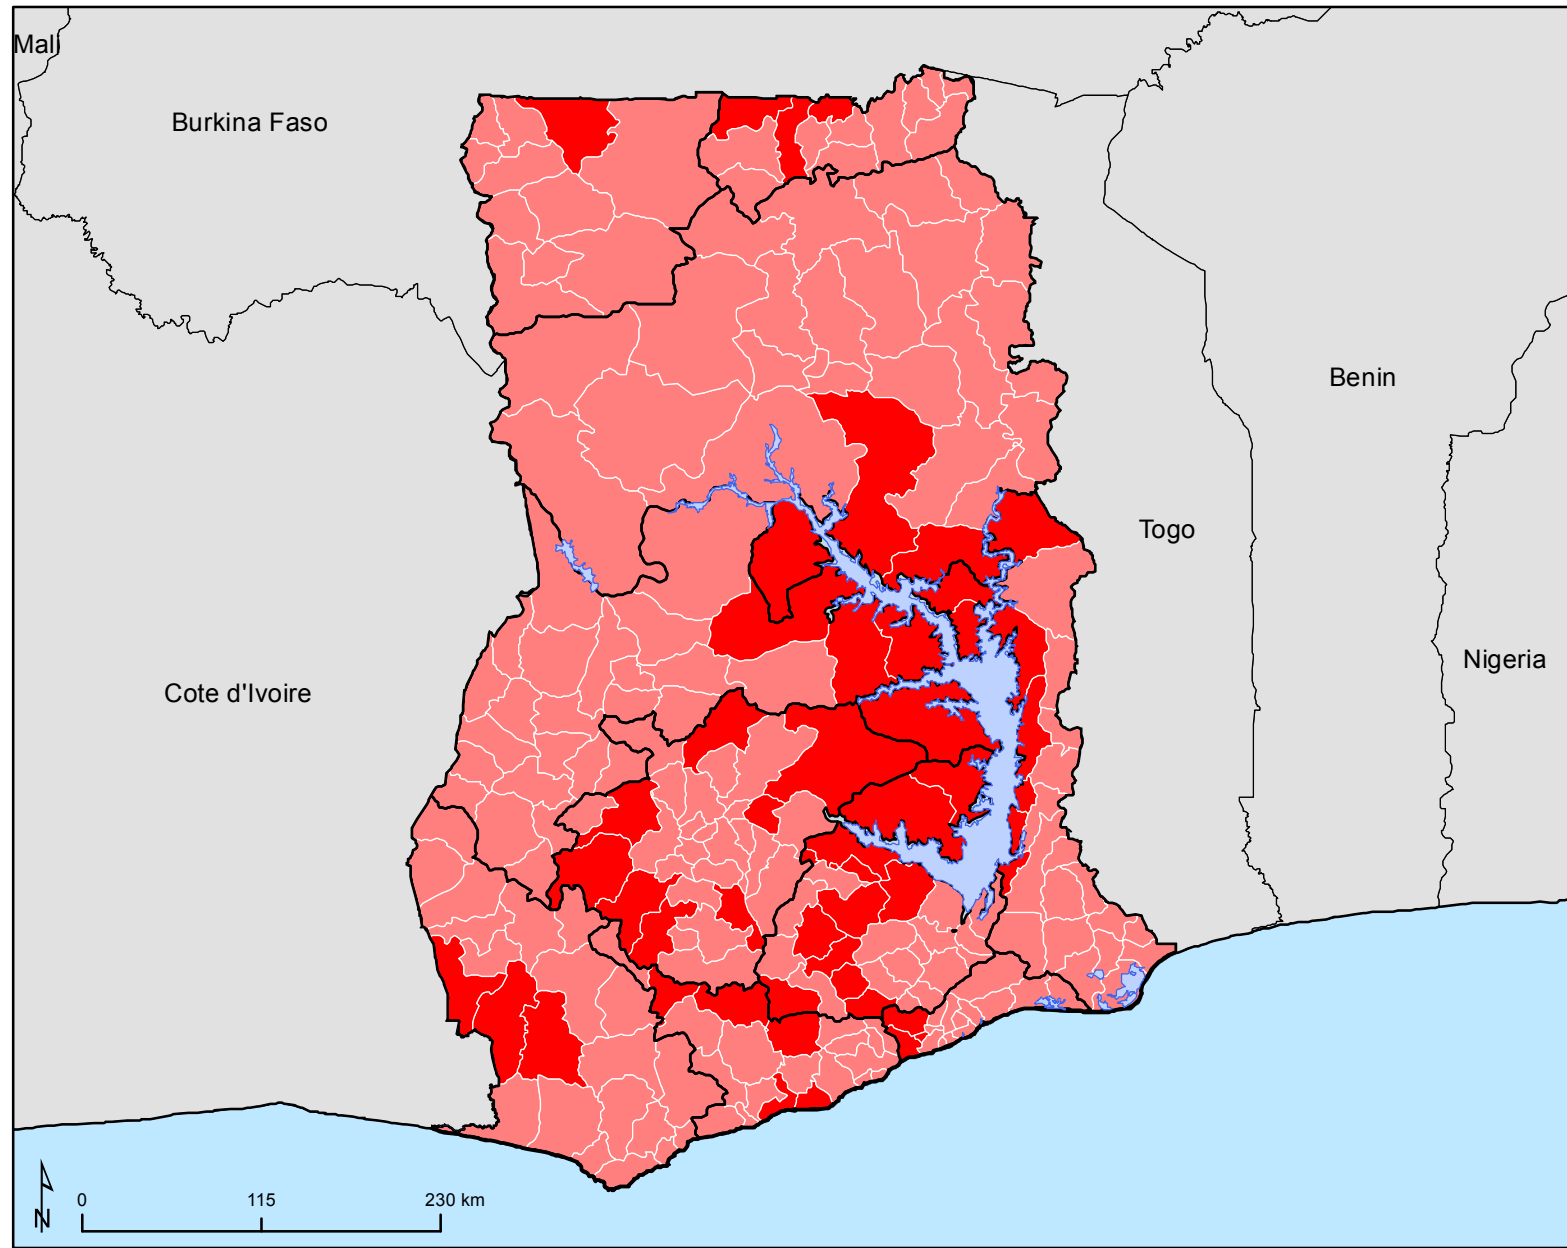 Mali
Burkina Faso
Benin
Togo
Nigeria
Cote d'Ivoire
N
0 115 230 km